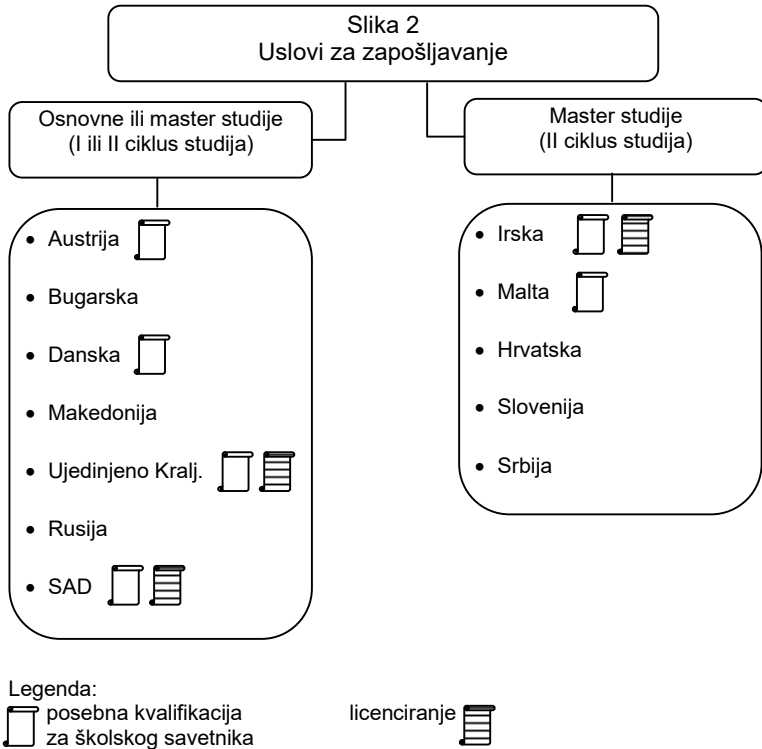 Slika 2
Uslovi za zapošljavanje
Osnovne ili master studije
(I ili II ciklus studija)
• Austrija
• Bugarska
• Danska
• Makedonija
• Ujedinjeno Kralj.
• Rusija
• SAD
Master studije
(II ciklus studija)
• Irska
• Malta
• Hrvatska
• Slovenija
• Srbija
Legenda:
posebna kvalifikacija
za školskog savetnika
licenciranje